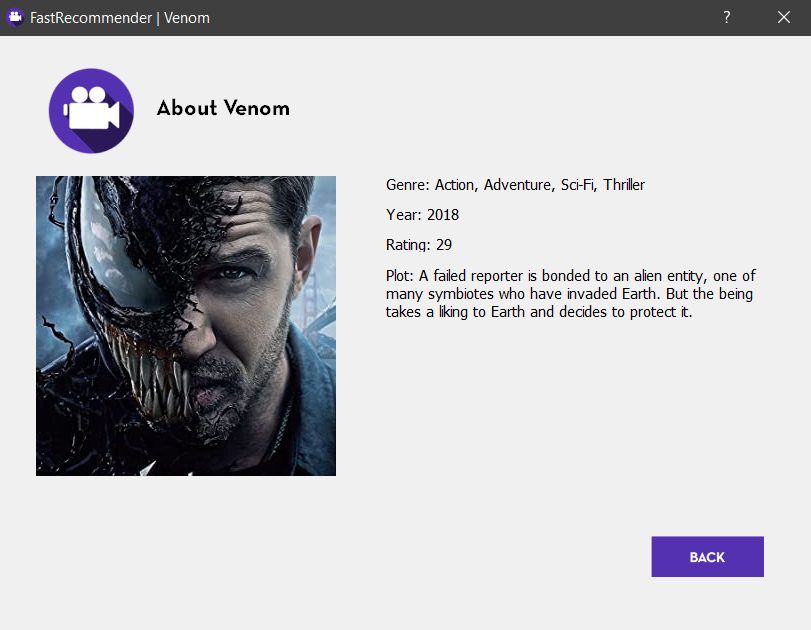 FastRecommender | Venom
?
About Venom
Genre: Action, Adventure, Sci-Fi, Thriller
Year: 2018
Rating: 29
Plot: A failed reporter is bonded to an alien entity, one of
many symbiotes who have invaded Earth. But the being
takes a liking to Earth and decides to protect it.
BACK